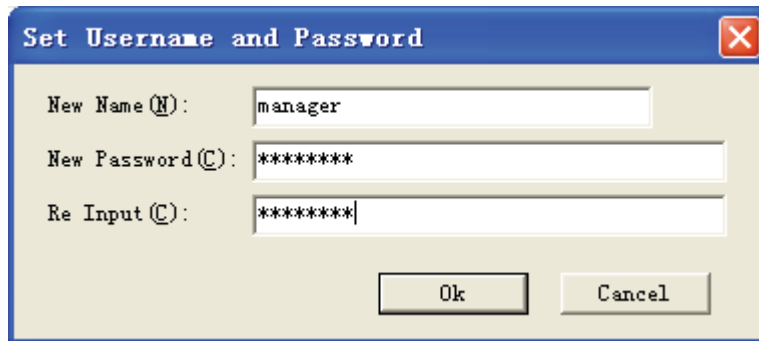 Set Username and Password
New Name(N): manager
New Password(C): ********
Re Input(C): ********
Ok Cancel